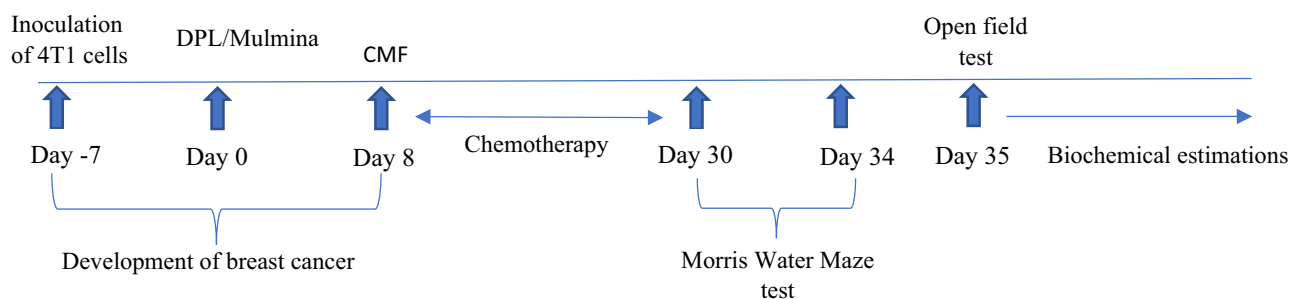 Inoculation
of 4T1 cells
DPL/Mulmina
CMF
Open field
test
Chemotherapy
Day -7
Day 0
Day 8
Day 30
Day 34
Day 35
Biochemical estimations
Development of breast cancer
Morris Water Maze
test